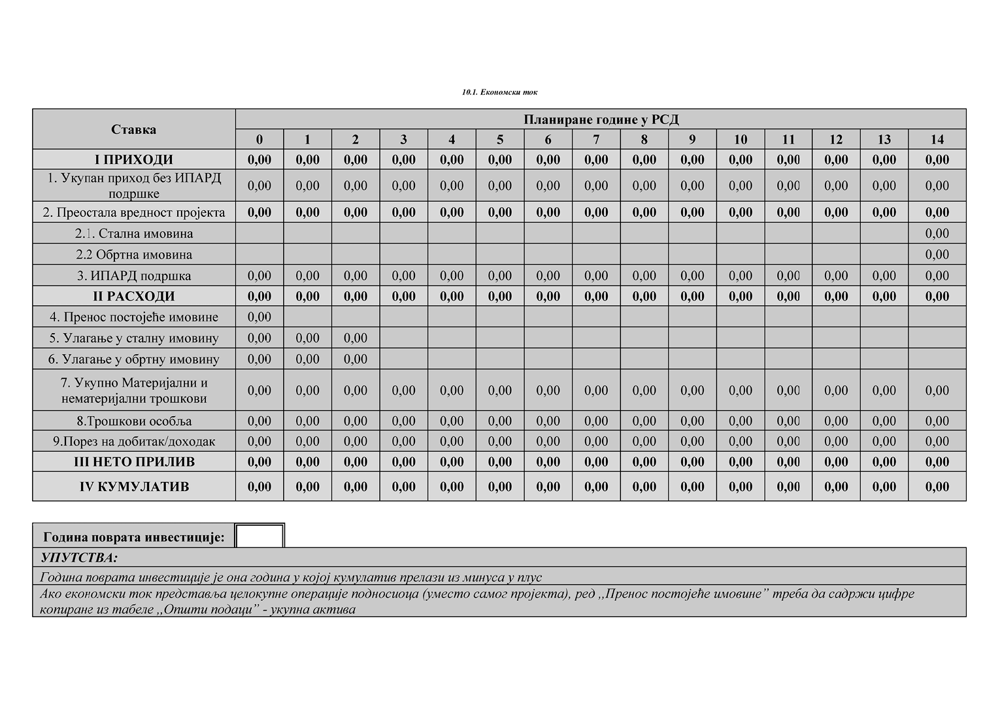 10.1. Економски ток
Ставка
Планиране године у РСД
0 1 2 3 4 5 6 7 8 9 10 11 12 13 14
I ПРИХОДИ 0,00 0,00 0,00 0,00 0,00 0,00 0,00 0,00 0,00 0,00 0,00 0,00 0,00 0,00 0,00
1. Укупан приход без ИПАРД
подршке 0,00 0,00 0,00 0,00 0,00 0,00 0,00 0,00 0,00 0,00 0,00 0,00 0,00 0,00 0,00
2. Преостала вредност пројекта 0,00 0,00 0,00 0,00 0,00 0,00 0,00 0,00 0,00 0,00 0,00 0,00 0,00 0,00 0,00
2.1. Стална имовина 0,00
2.2 Обртна имовина 0,00
3. ИПАРД подршка 0,00 0,00 0,00 0,00 0,00 0,00 0,00 0,00 0,00 0,00 0,00 0,00 0,00 0,00 0,00
II РАСХОДИ 0,00 0,00 0,00 0,00 0,00 0,00 0,00 0,00 0,00 0,00 0,00 0,00 0,00 0,00 0,00
4. Пренос постојеће имовине 0,00
5. Улагање у сталну имовину 0,00 0,00 0,00
6. Улагање у обртну имовину 0,00 0,00 0,00
7. Укупно Материјални и
нематеријални трошкови 0,00 0,00 0,00 0,00 0,00 0,00 0,00 0,00 0,00 0,00 0,00 0,00 0,00 0,00 0,00
8.Трошкови особља 0,00 0,00 0,00 0,00 0,00 0,00 0,00 0,00 0,00 0,00 0,00 0,00 0,00 0,00 0,00
9.Порез на добитак/доходак 0,00 0,00 0,00 0,00 0,00 0,00 0,00 0,00 0,00 0,00 0,00 0,00 0,00 0,00 0,00
III НЕТО ПРИЛИВ 0,00 0,00 0,00 0,00 0,00 0,00 0,00 0,00 0,00 0,00 0,00 0,00 0,00 0,00 0,00
IV КУМУЛАТИВ 0,00 0,00 0,00 0,00 0,00 0,00 0,00 0,00 0,00 0,00 0,00 0,00 0,00 0,00 0,00
Година поврата инвестиције:
УПУТСТВА:
Година поврата инвестиције је она година у којој кумулатив прелази из минуса у плус
Ако економски ток представља целокупне операције подносиоца (уместо самог пројекта), ред ,,Пренос постојеће имовине” треба да садржи цифре
копиране из табеле ,,Општи подаци” - укупна актива